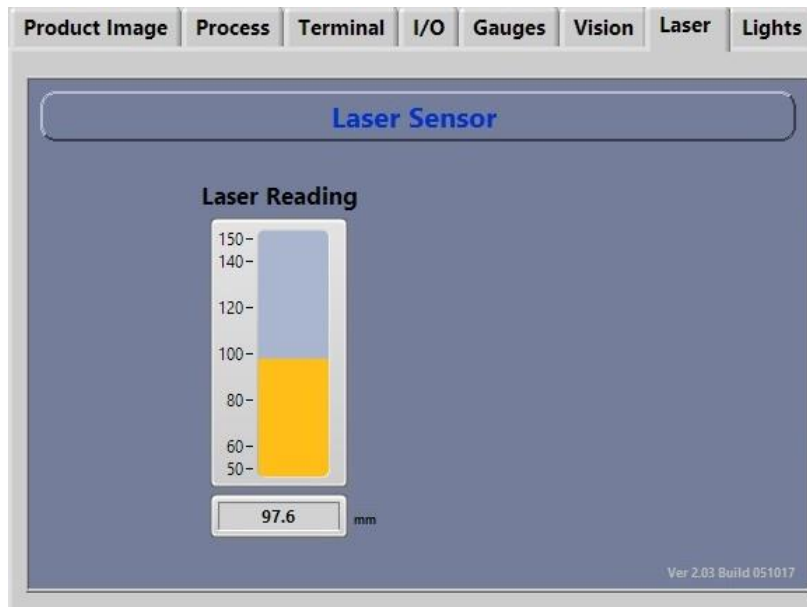 Product Image Process Terminal I/O Gauges Vision Laser Lights
Laser Sensor
Laser Reading
150
140
120
100
80
60
50
97.6 mm
Ver 2.03 Build 051017